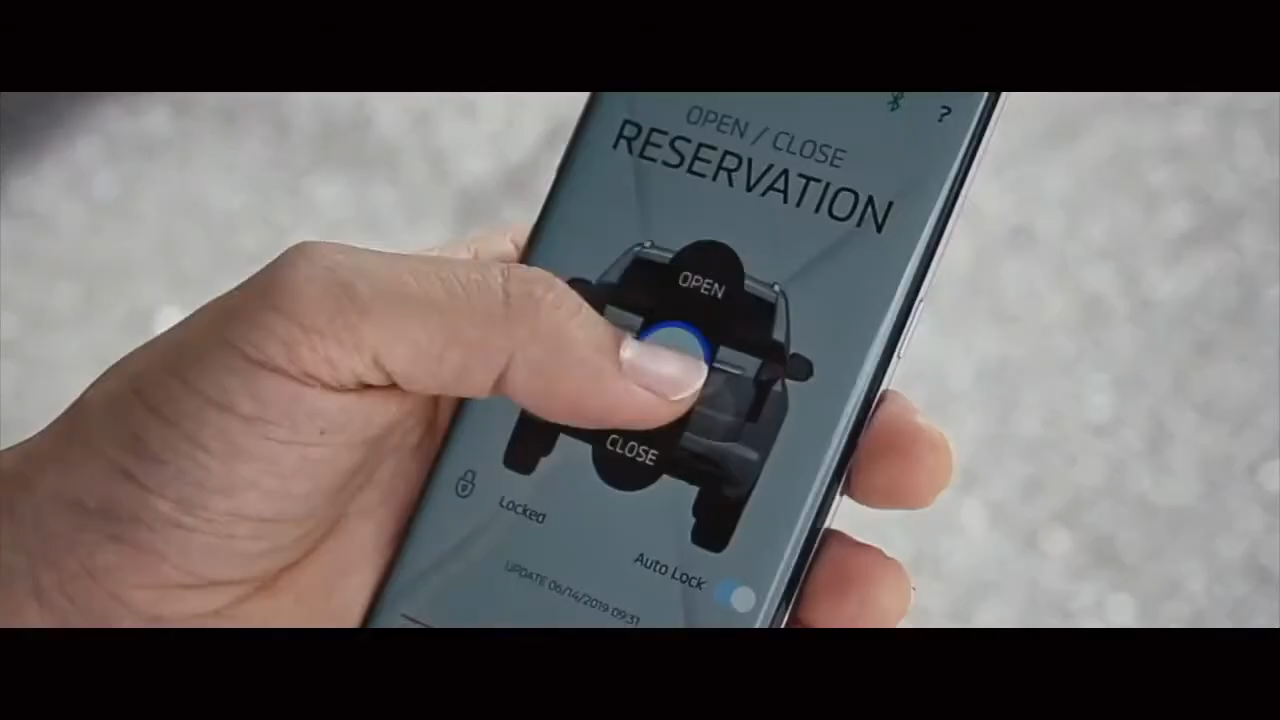 ?
OPEN / CLOSE
RESERVATION
OPEN
CLOSE
Locked
Auto Lock
UPDATE 06/14/2019 09:31